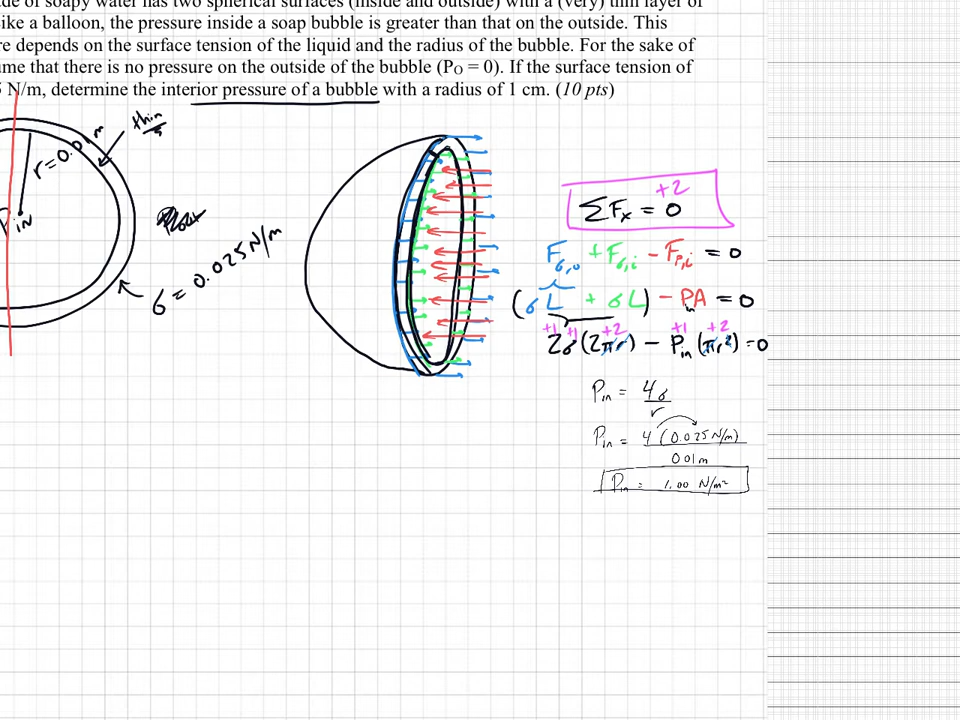 de of soapy water has two spherical surfaces (inside and outside) with a (very) thin layer of
ike a balloon, the pressure inside a soap bubble is greater than that on the outside. This
re depends on the surface tension of the liquid and the radius of the bubble. For the sake of
me that there is no pressure on the outside of the bubble (PO = 0). If the surface tension of
N/m, determine the interior pressure of a bubble with a radius of 1 cm. (10 pts)
thin
r=0.0 m
PIN
σ = 0.025 N/m
+2
ΣFx = 0
Fσ,o + Fσ,i - Fp,i = 0
(σL + σL) - PinA = 0
+1 +1 +2 +1 +2
2σ(2πr) - Pin(πr²) = 0
Pin = 4σ/r
Pin = 4(0.025 N/m)
0.01m
Pin = 1.00 N/m²